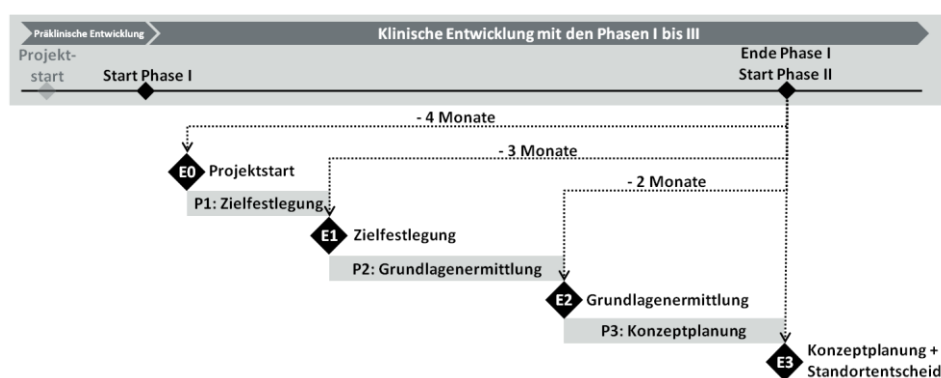 Präklinische Entwicklung
Klinische Entwicklung mit den Phasen I bis III
Projekt-
start
Start Phase I
Ende Phase I
Start Phase II
- 4 Monate
- 3 Monate
E0 Projektstart
- 2 Monate
P1: Zielfestlegung
E1 Zielfestlegung
P2: Grundlagenermittlung
E2 Grundlagenermittlung
P3: Konzeptplanung
E3
Konzeptplanung +
Standortentscheid